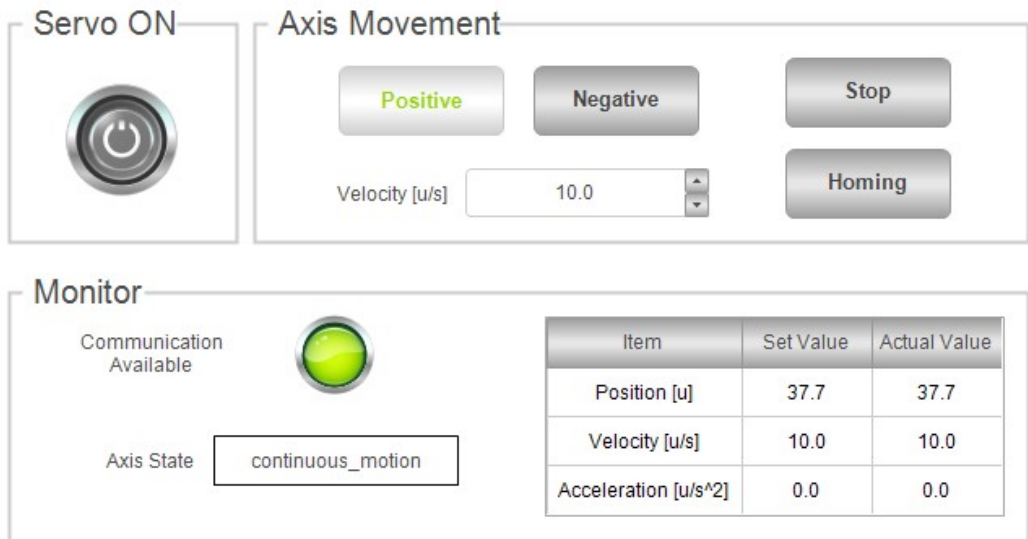 Servo ON
Axis Movement
Positive
Negative
Stop
Velocity [u/s]
10.0
Homing
Monitor
Communication
Available
Axis State
continuous_motion
Item Set Value Actual Value
Position [u] 37.7 37.7
Velocity [u/s] 10.0 10.0
Acceleration [u/s^2] 0.0 0.0